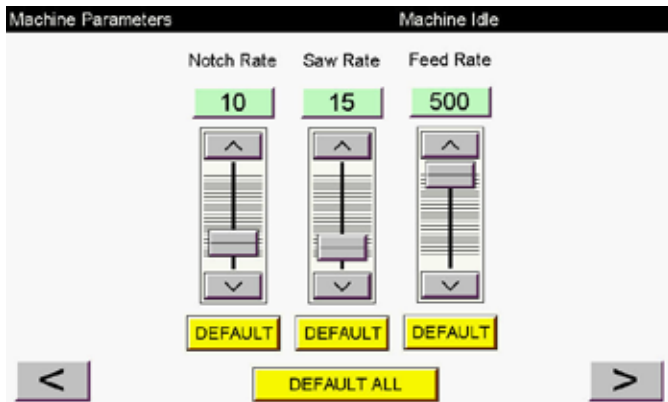 Machine Parameters Machine Idle
Notch Rate Saw Rate Feed Rate
10 15 500
DEFAULT DEFAULT DEFAULT
< DEFAULT ALL >